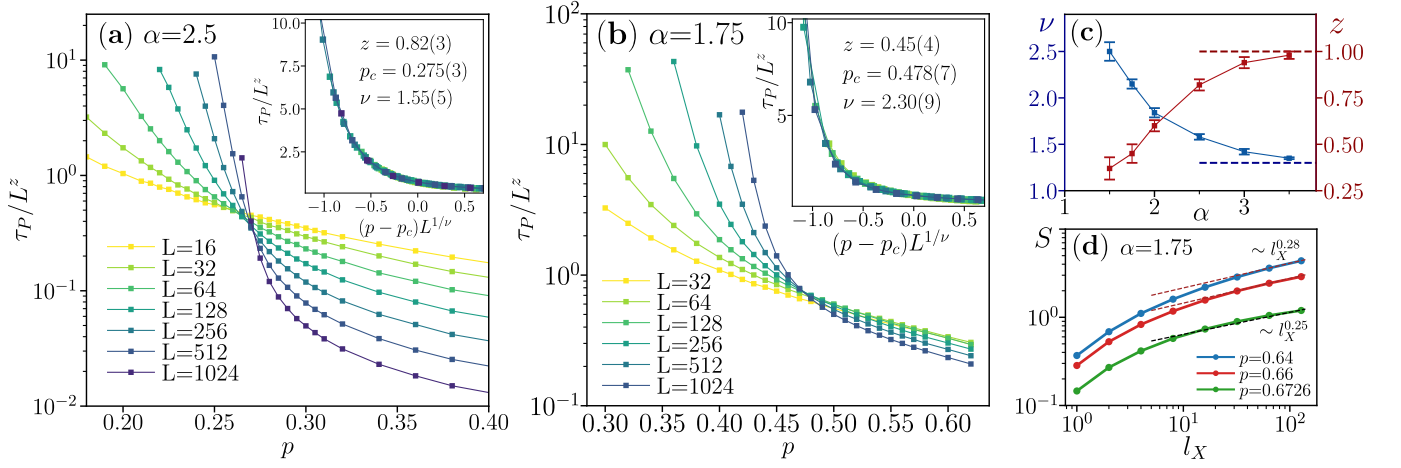 (a) α=2.5
τ_P/L^z
10^1
10^0
10^{-1}
10^{-2}
0.20 0.25 0.30 0.35 0.40
p
L=16
L=32
L=64
L=128
L=256
L=512
L=1024
τ_P/L^z
10.0
7.5
5.0
2.5
z = 0.82(3)
p_c = 0.275(3)
ν = 1.55(5)
−1.0 −0.5 0.0 0.5
(p − p_c)L^{1/ν}
(b) α=1.75
τ_P/L^z
10^2
10^1
10^0
10^{-1}
0.30 0.35 0.40 0.45 0.50 0.55 0.60
p
L=32
L=64
L=128
L=256
L=512
L=1024
τ_P/L^z
10
5
z = 0.45(4)
p_c = 0.478(7)
ν = 2.30(9)
−1.0 −0.5 0.0 0.5
(p − p_c)L^{1/ν}
ν (c) z
2.5
2.0
1.5
1.0
1.00
0.75
0.50
0.25
1 2 α 3
S (d) α=1.75
10^0
10^{-1}
∼ l_X^{0.28}
∼ l_X^{0.25}
p=0.64
p=0.66
p=0.6726
10^0 10^1 10^2
l_X